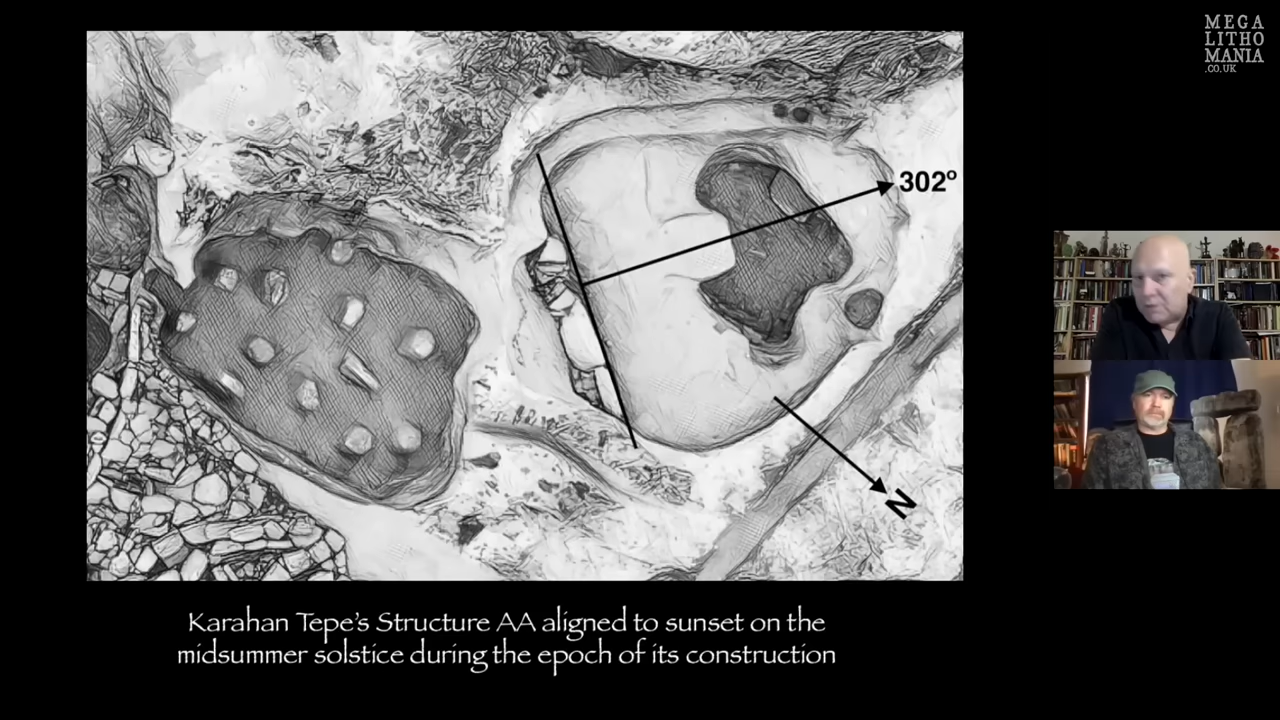 MEGA
LITHO
MANIA
.CO.UK
302º
N
Karahan Tepe's Structure AA aligned to sunset on the
midsummer solstice during the epoch of its construction